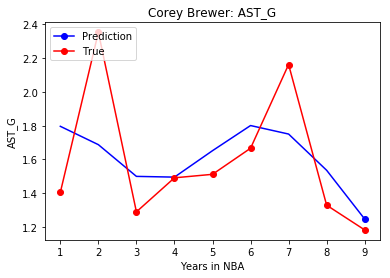 Corey Brewer: AST_G
Prediction
True
2.4
2.2
2.0
1.8
1.6
1.4
1.2
AST_G
1 2 3 4 5 6 7 8 9
Years in NBA